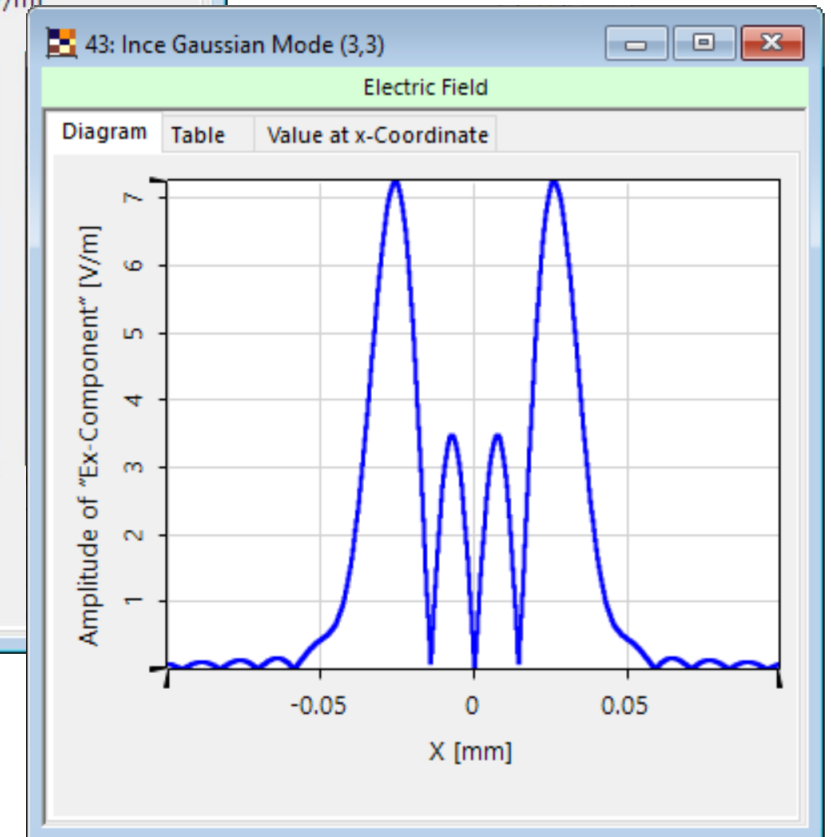 43: Ince Gaussian Mode (3,3)
Electric Field
Diagram Table Value at x-Coordinate
Amplitude of "Ex-Component" [V/m]
7
6
5
4
3
2
1
-0.05 0 0.05
X [mm]